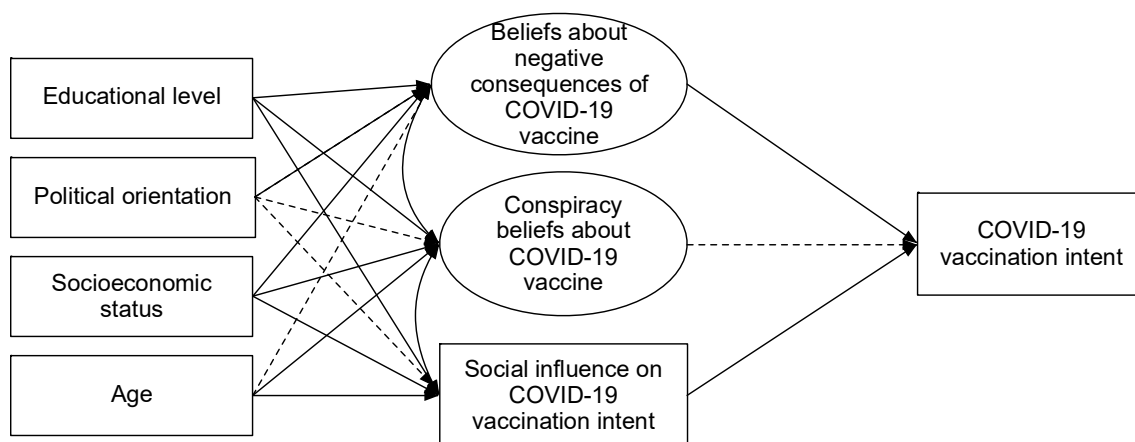 Educational level
Political orientation
Socioeconomic
status
Age
Beliefs about
negative
consequences of
COVID-19
vaccine
Conspiracy
beliefs about
COVID-19
vaccine
Social influence on
COVID-19
vaccination intent
COVID-19
vaccination intent